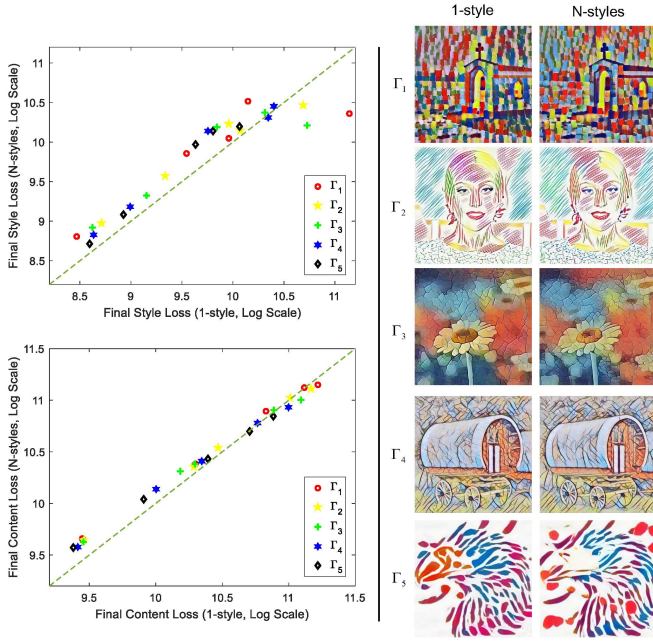 1-style
N-styles
Final Style Loss (N-styles, Log Scale)
11
10.5
10
9.5
9
8.5
Γ1
Γ2
Γ3
Γ4
Γ5
8.5
9
9.5
10
10.5
11
Final Style Loss (1-style, Log Scale)
Final Content Loss (N-styles, Log Scale)
11.5
11
10.5
10
9.5
Γ1
Γ2
Γ3
Γ4
Γ5
9.5
10
10.5
11
11.5
Final Content Loss (1-style, Log Scale)
Γ1
Γ2
Γ3
Γ4
Γ5